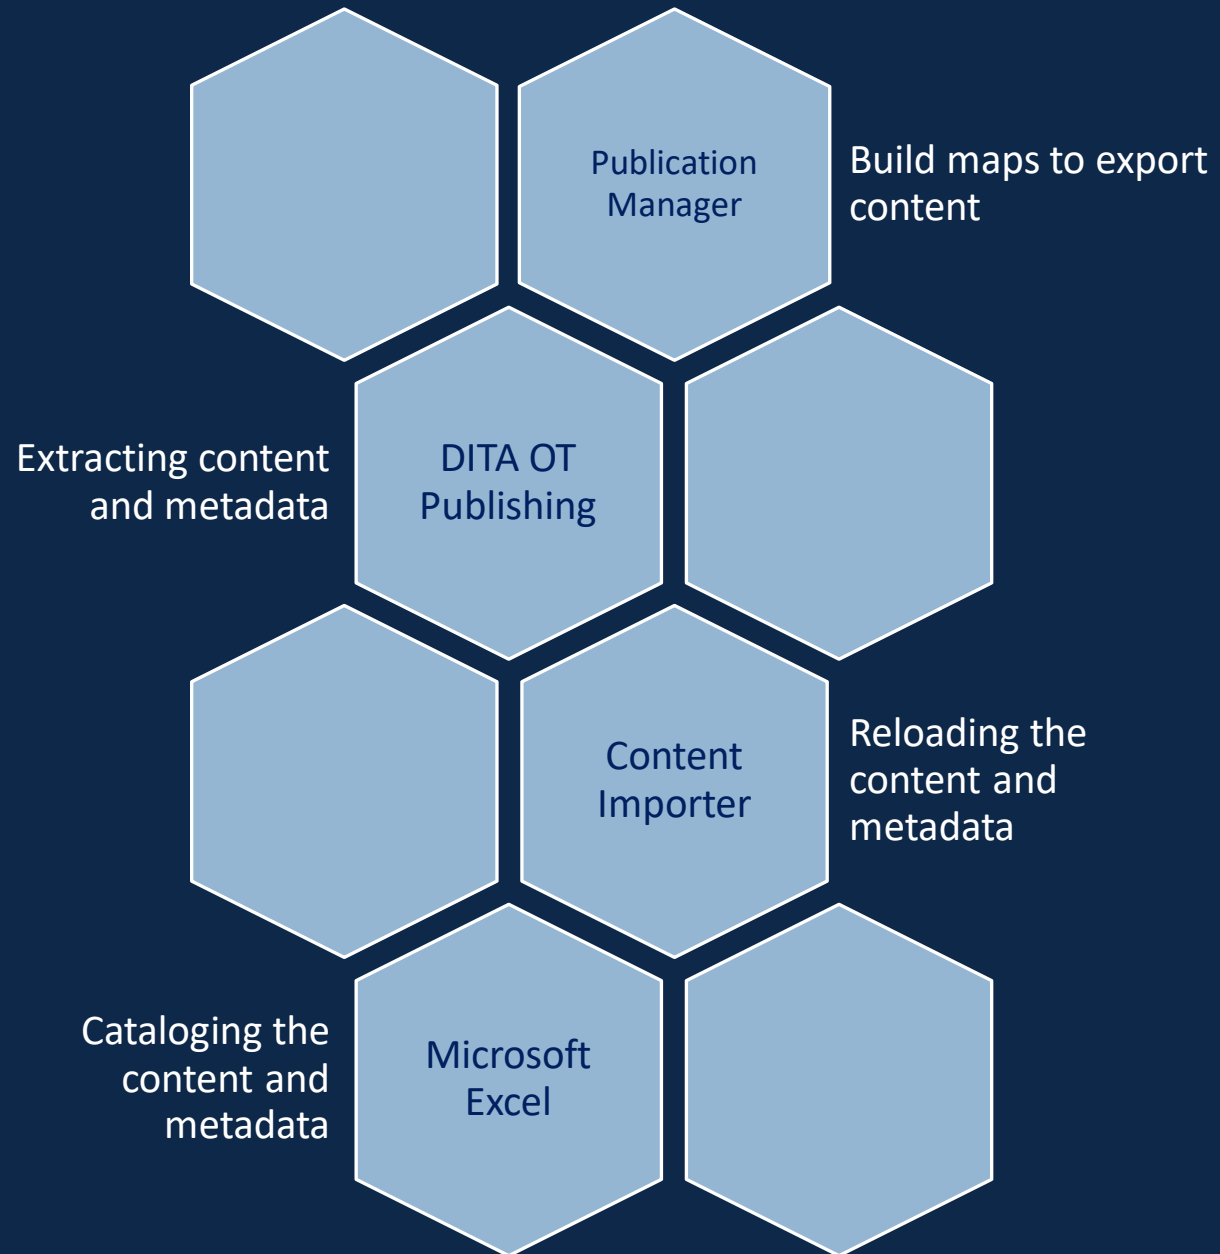 Publication
Manager
Build maps to export
content
Extracting content
and metadata
DITA OT
Publishing
Content
Importer
Reloading the
content and
metadata
Cataloging the
content and
metadata
Microsoft
Excel